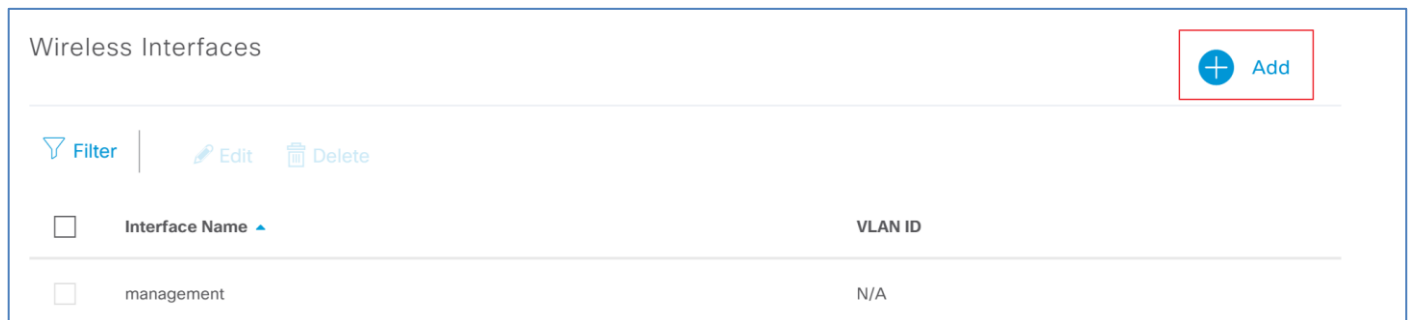 Wireless Interfaces
Add
Filter Edit Delete
Interface Name VLAN ID
management N/A